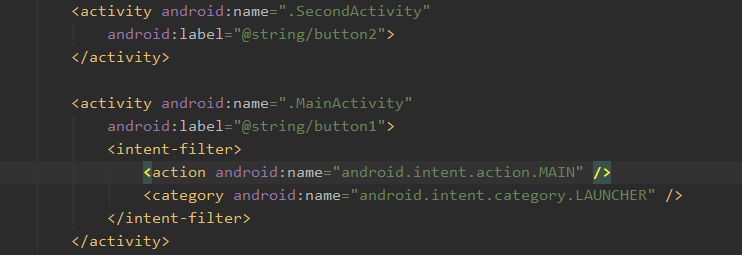 <activity android:name=".SecondActivity"
android:label="@string/button2">
</activity>
<activity android:name=".MainActivity"
android:label="@string/button1">
<intent-filter>
<action android:name="android.intent.action.MAIN" />
<category android:name="android.intent.category.LAUNCHER" />
</intent-filter>
</activity>